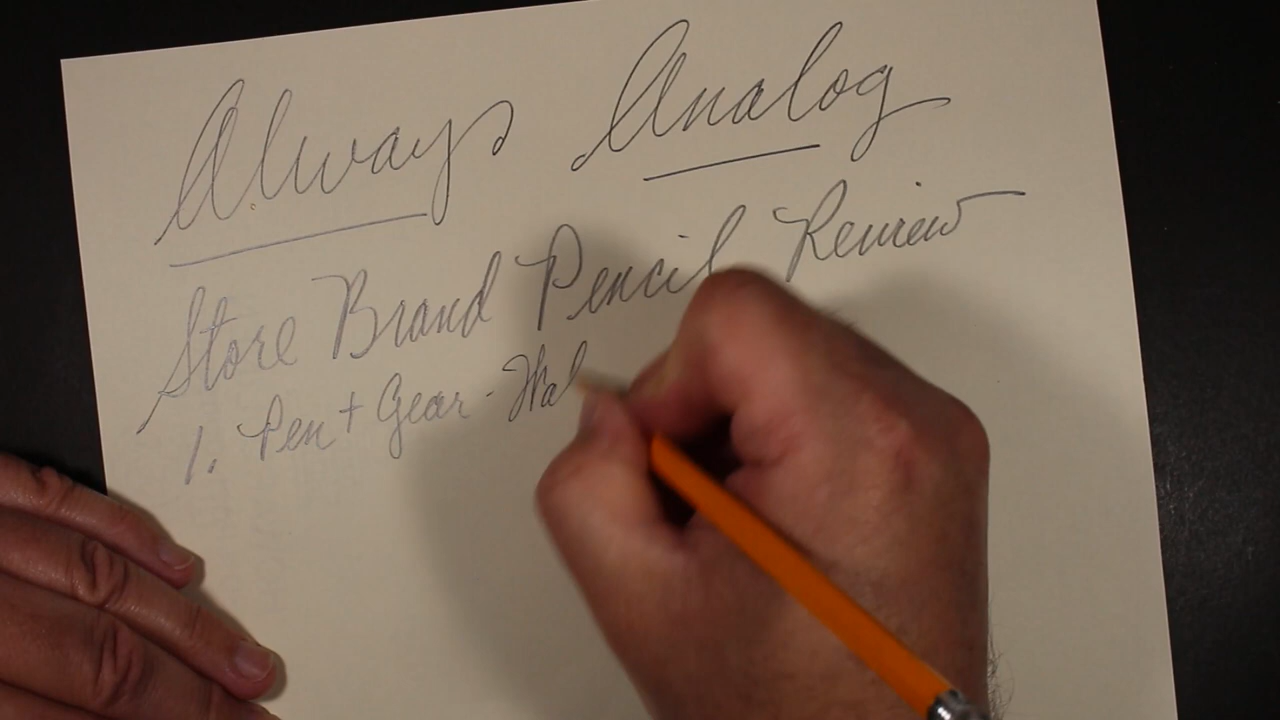 Always Analog
Store Brand Pencil Review
1. Pen + Gear - Wal